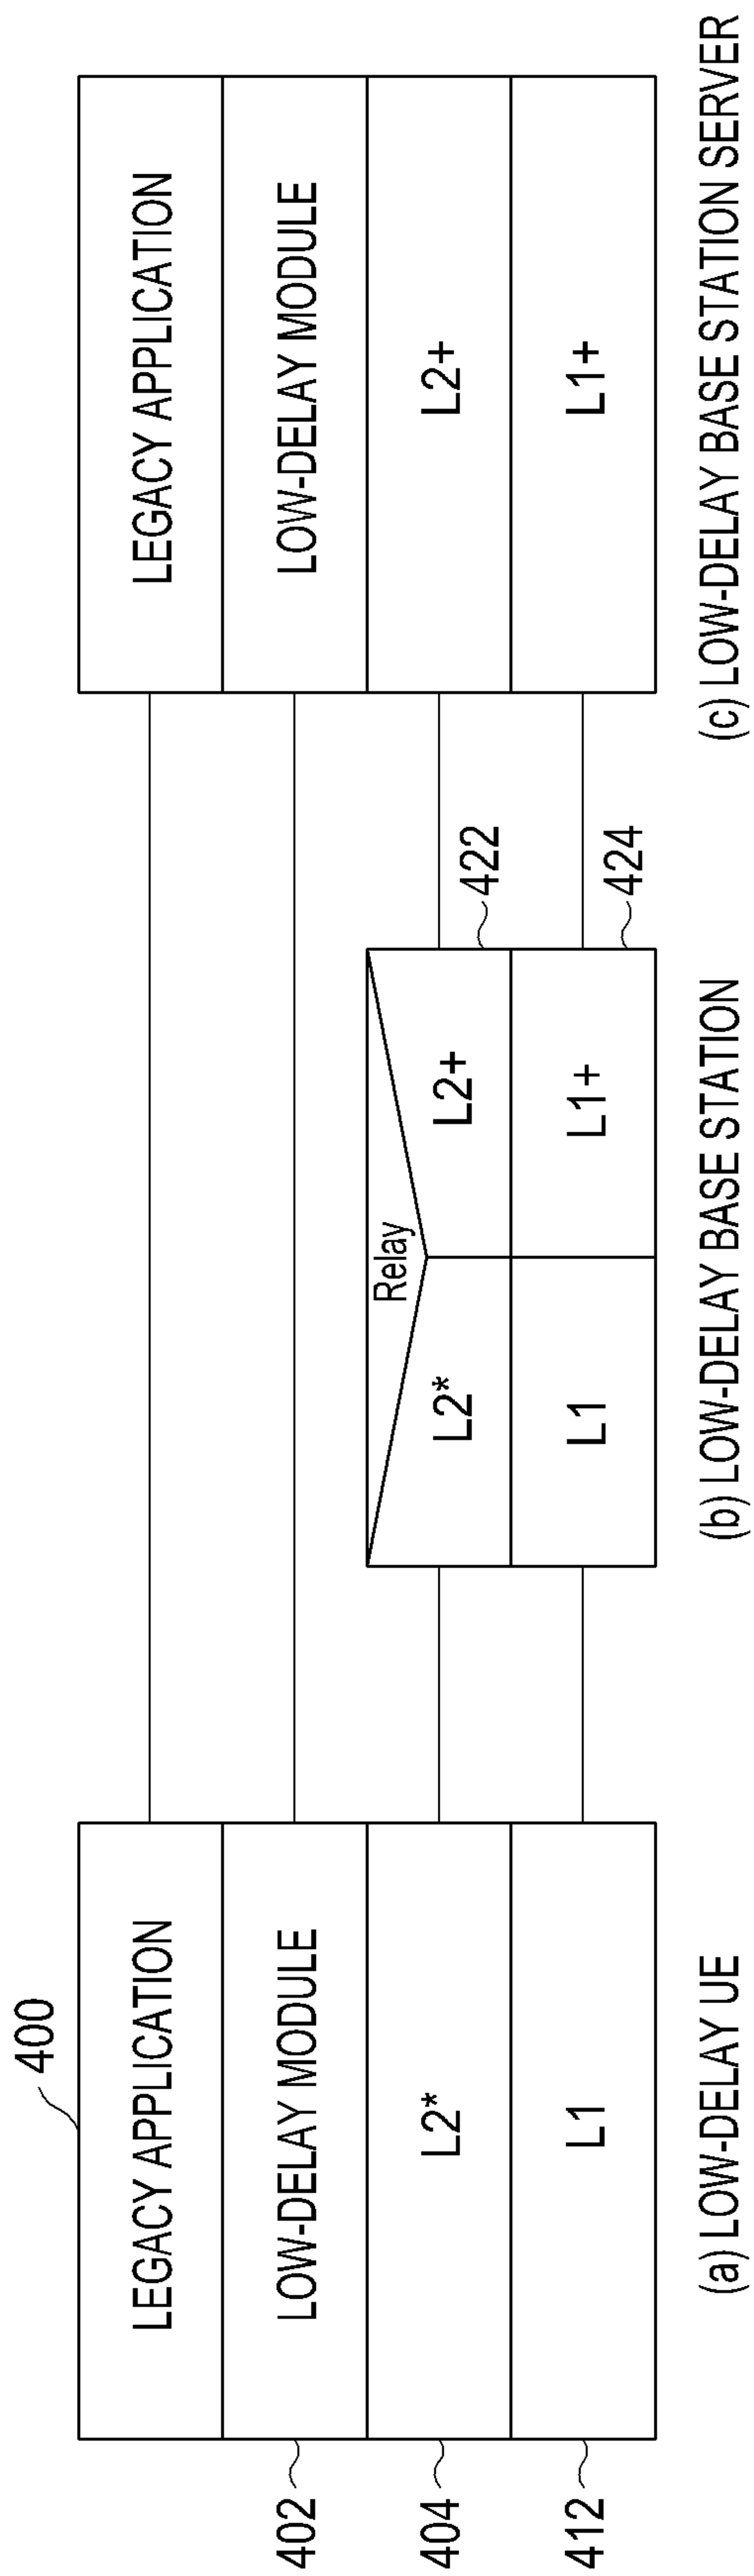 400
LEGACY APPLICATION
LEGACY APPLICATION
402
LOW-DELAY MODULE
LOW-DELAY MODULE
Relay
404
L2*
L2*
L2+
422
L2+
412
L1
L1
L1+
424
L1+
(a) LOW-DELAY UE
(b) LOW-DELAY BASE STATION
(c) LOW-DELAY BASE STATION SERVER